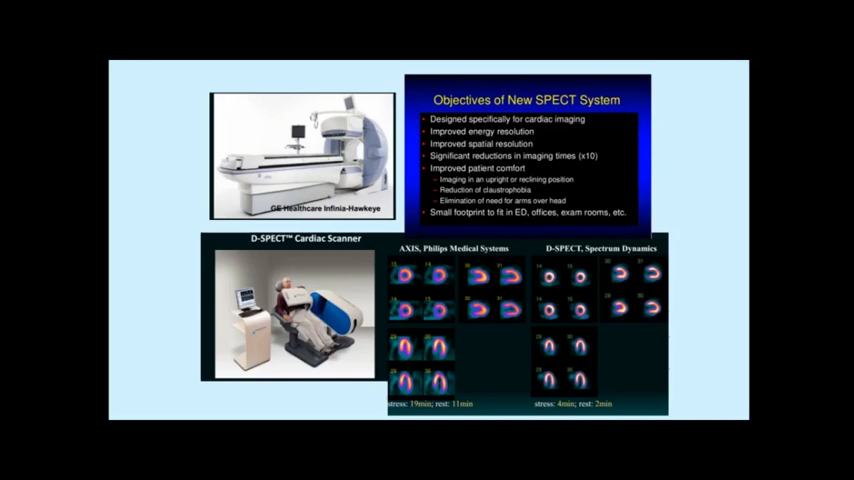 GE Healthcare Infinia-Hawkeye
Objectives of New SPECT System
• Designed specifically for cardiac imaging
• Improved energy resolution
• Improved spatial resolution
• Significant reductions in imaging times (x10)
• Improved patient comfort
– Imaging in an upright or reclining position
– Reduction of claustrophobia
– Elimination of need for arms over head
• Small footprint to fit in ED, offices, exam rooms, etc.
D-SPECT™ Cardiac Scanner
AXIS, Philips Medical Systems
D-SPECT, Spectrum Dynamics
stress: 19min; rest: 11min
stress: 4min; rest: 2min